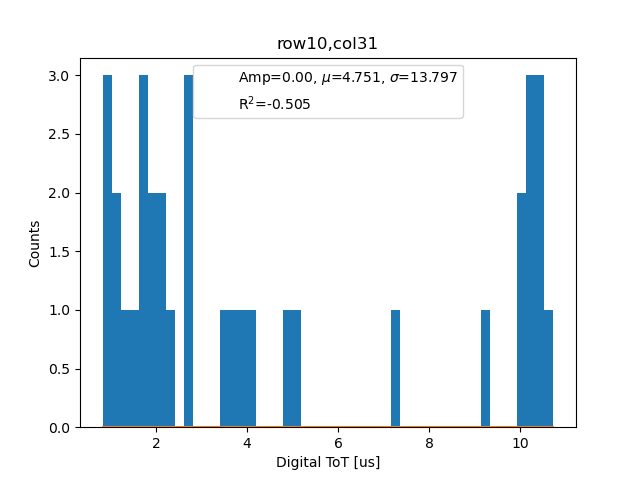 row10,col31
Amp=0.00, μ=4.751, σ=13.797
R²=-0.505
3.0
2.5
2.0
1.5
1.0
0.5
0.0
Counts
2 4 6 8 10
Digital ToT [us]